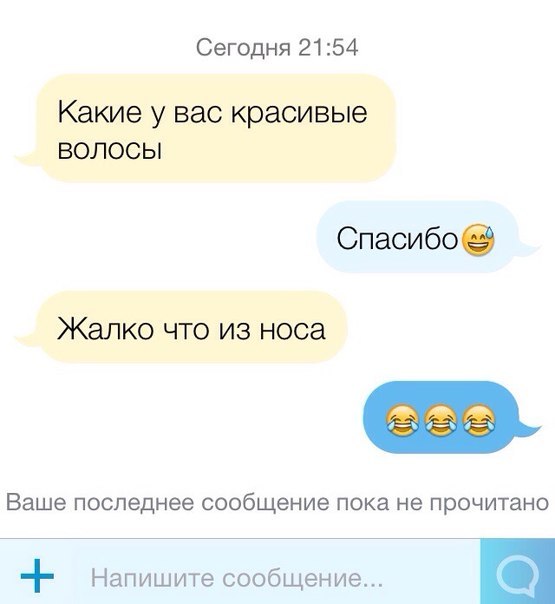 Сегодня 21:54
Какие у вас красивые
волосы
Спасибо😅
Жалко что из носа
😂😂😂
Ваше последнее сообщение пока не прочитано
Напишите сообщение...